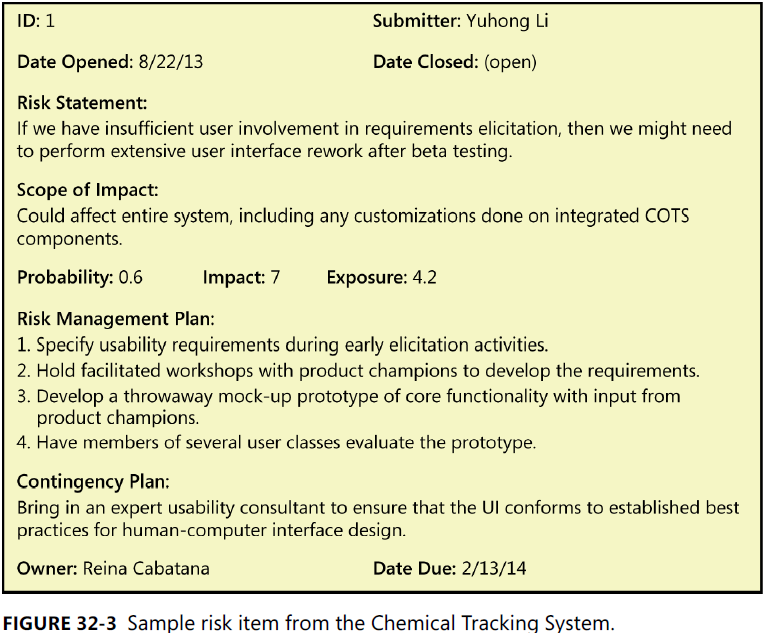 ID: 1 Submitter: Yuhong Li
Date Opened: 8/22/13 Date Closed: (open)
Risk Statement:
If we have insufficient user involvement in requirements elicitation, then we might need
to perform extensive user interface rework after beta testing.
Scope of Impact:
Could affect entire system, including any customizations done on integrated COTS
components.
Probability: 0.6 Impact: 7 Exposure: 4.2
Risk Management Plan:
1. Specify usability requirements during early elicitation activities.
2. Hold facilitated workshops with product champions to develop the requirements.
3. Develop a throwaway mock-up prototype of core functionality with input from
product champions.
4. Have members of several user classes evaluate the prototype.
Contingency Plan:
Bring in an expert usability consultant to ensure that the UI conforms to established best
practices for human-computer interface design.
Owner: Reina Cabatana Date Due: 2/13/14
FIGURE 32-3 Sample risk item from the Chemical Tracking System.